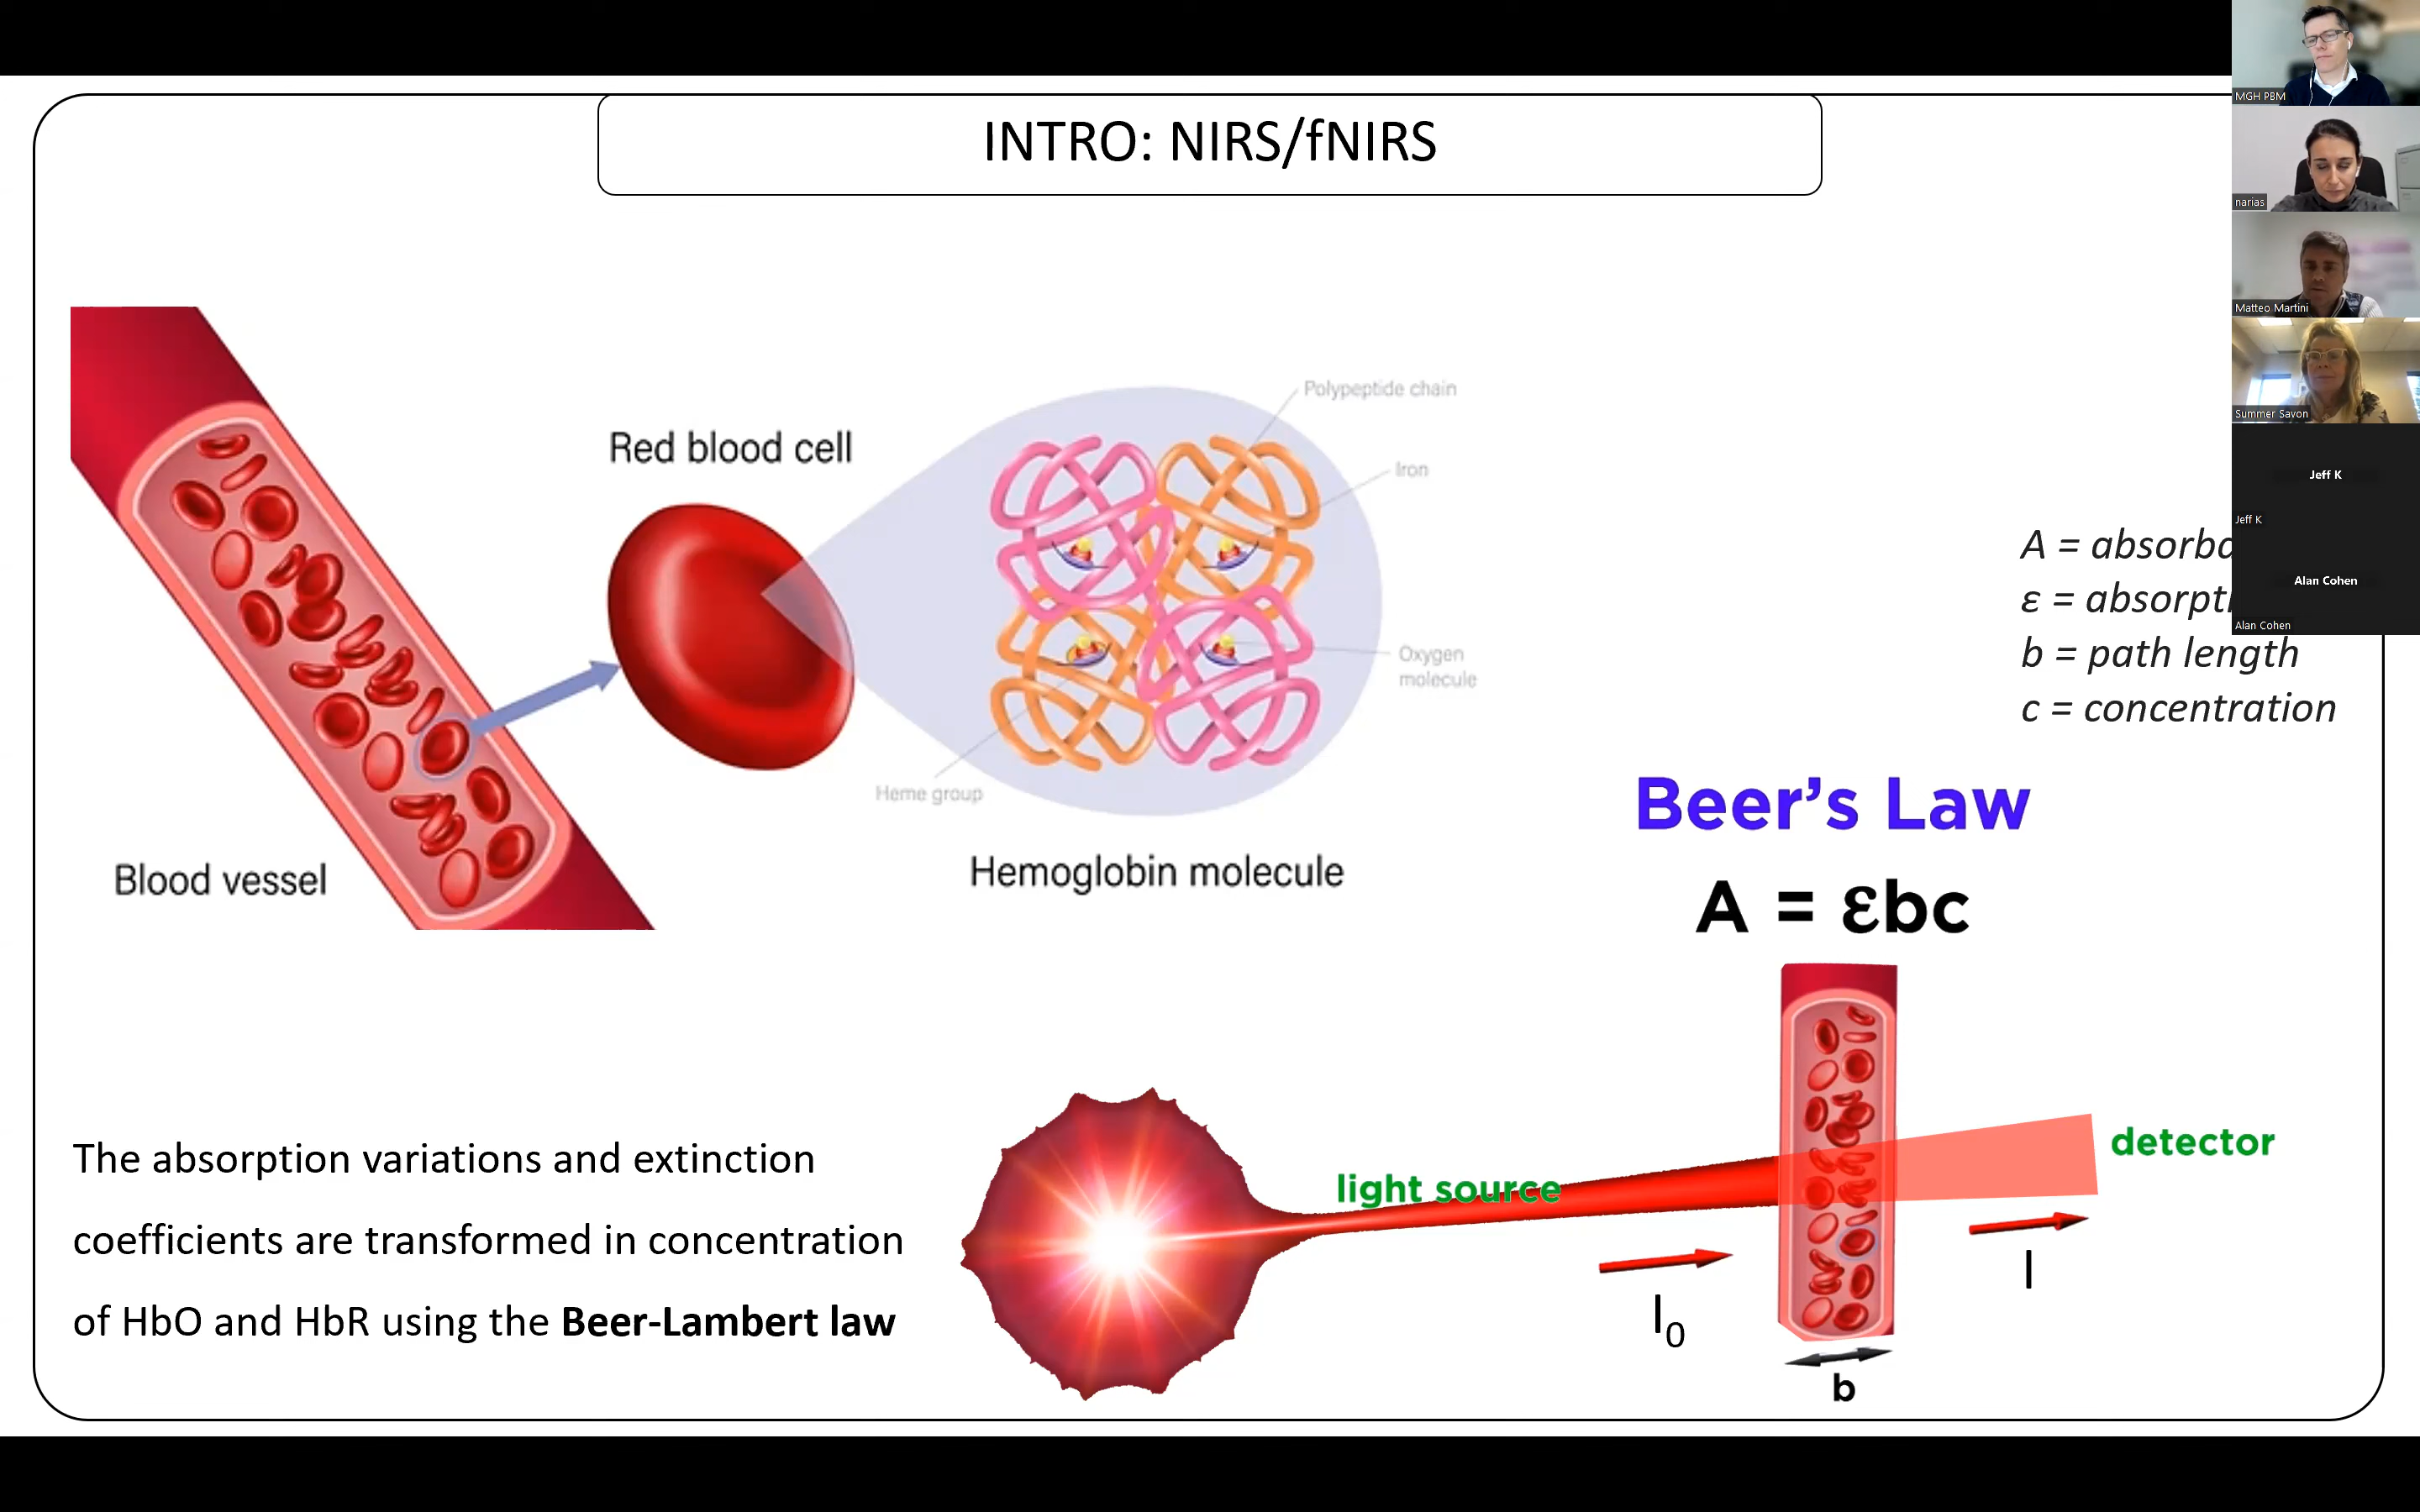 INTRO: NIRS/fNIRS
MGH PBM
narias
Matteo Martini
Summer Savon
Jeff K
Jeff K
Alan Cohen
Alan Cohen
Polypeptide chain
Red blood cell
Iron
Oxygen
molecule
Heme group
Blood vessel
Hemoglobin molecule
A =
ε =
b = path length
c = concentration
Beer's Law
A = εbc
The absorption variations and extinction
coefficients are transformed in concentration
of HbO and HbR using the Beer-Lambert law
light source
detector
I₀
I
b